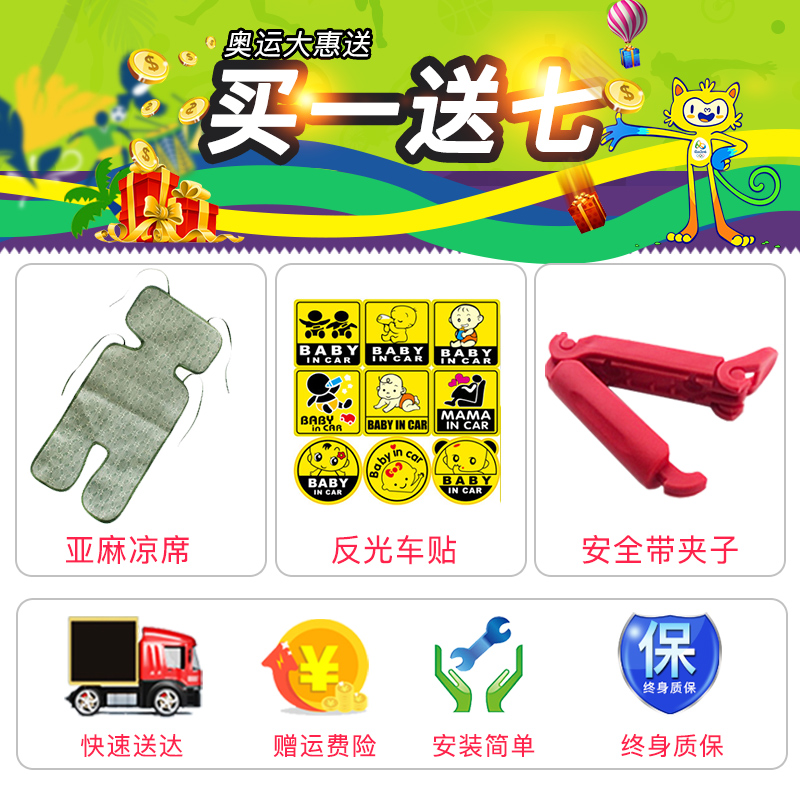 奥运大惠送
买一送七
BABY
IN CAR
BABY
IN CAR
BABY
IN CAR
BABY
in CAR
BABY IN CAR
MAMA
IN CAR
BABY
IN CAR
Baby in car
BABY
IN CAR
亚麻凉席
反光车贴
安全带夹子
保
终身质保
快速送达
赠运费险
安装简单
终身质保